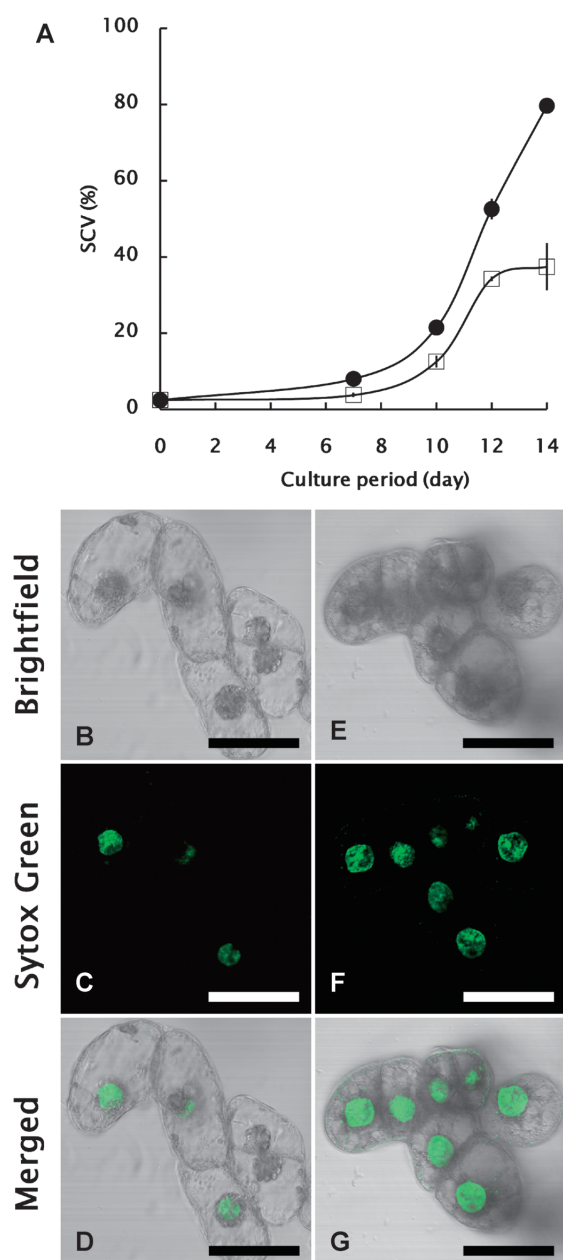 A
100
80
60
40
20
0
SCV (%)
0 2 4 6 8 10 12 14
Culture period (day)
Brightfield
B E
Sytox Green
C F
Merged
D G